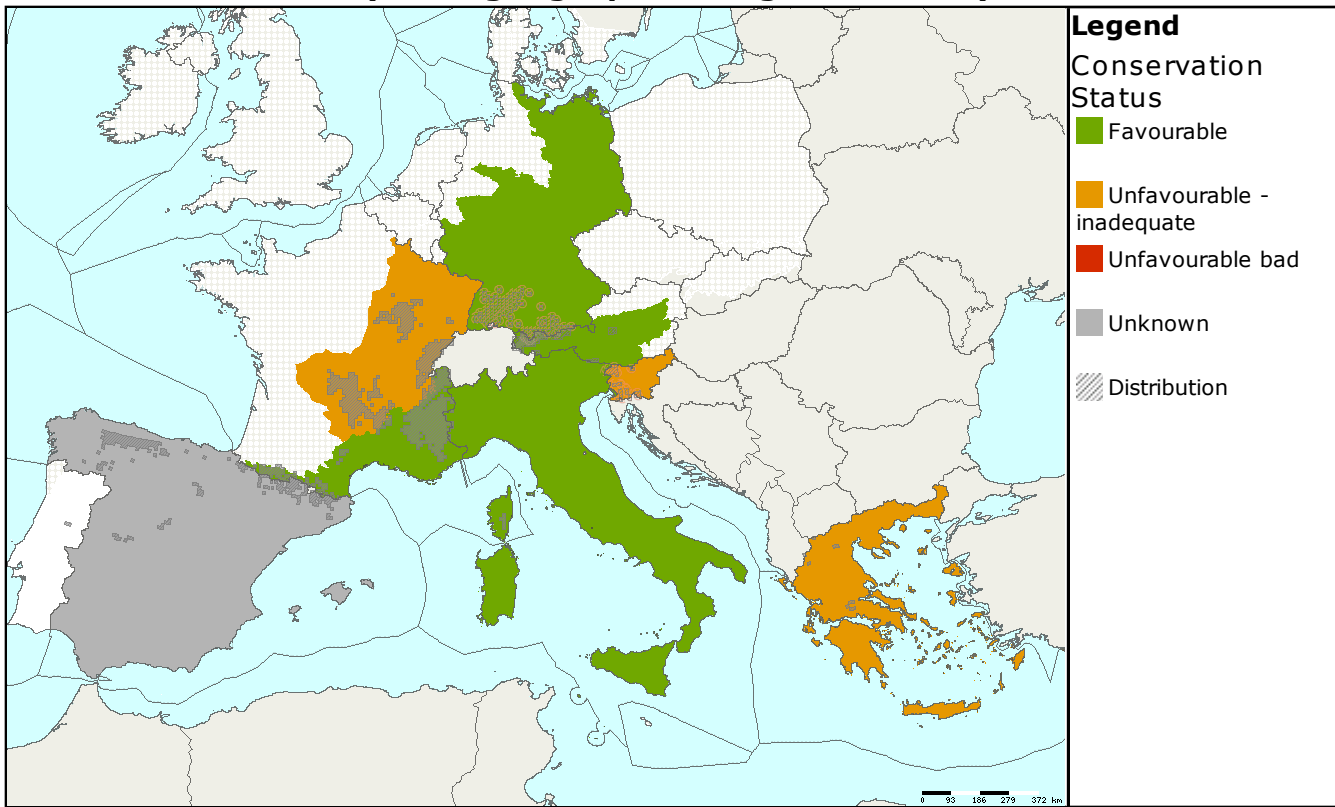 Legend
Conservation
Status
Favourable
Unfavourable -
inadequate
Unfavourable bad
Unknown
Distribution
0 93 186 279 372 km